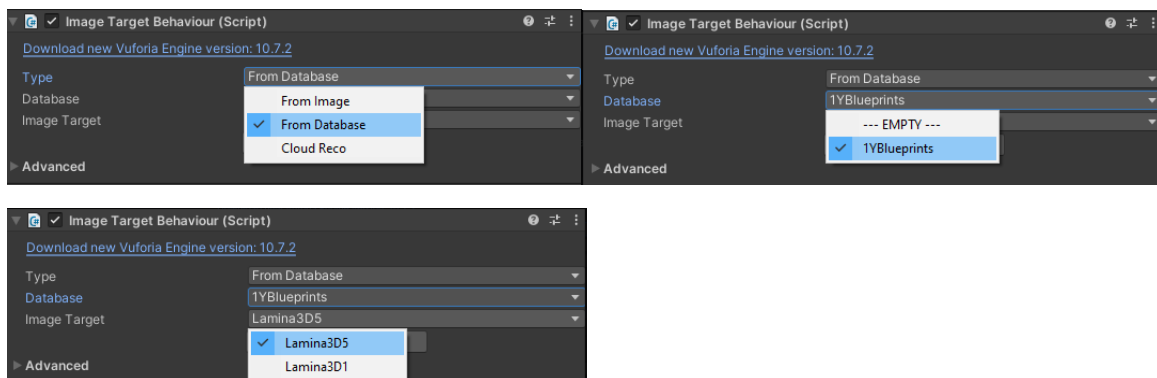 Image Target Behaviour (Script)
Download new Vuforia Engine version: 10.7.2
Type From Database
Database
From Image
Image Target
From Database
Cloud Reco
Advanced
Image Target Behaviour (Script)
Download new Vuforia Engine version: 10.7.2
Type From Database
Database 1YBlueprints
Image Target
--- EMPTY ---
1YBlueprints
Advanced
Image Target Behaviour (Script)
Download new Vuforia Engine version: 10.7.2
Type From Database
Database 1YBlueprints
Image Target Lamina3D5
Lamina3D5
Advanced Lamina3D1